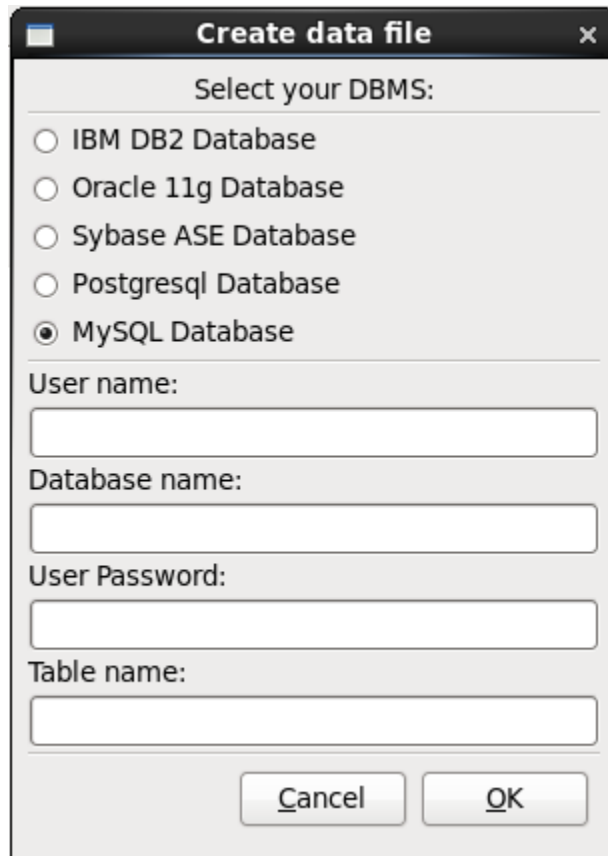 Create data file
Select your DBMS:
IBM DB2 Database
Oracle 11g Database
Sybase ASE Database
Postgresql Database
MySQL Database
User name:
Database name:
User Password:
Table name:
Cancel OK